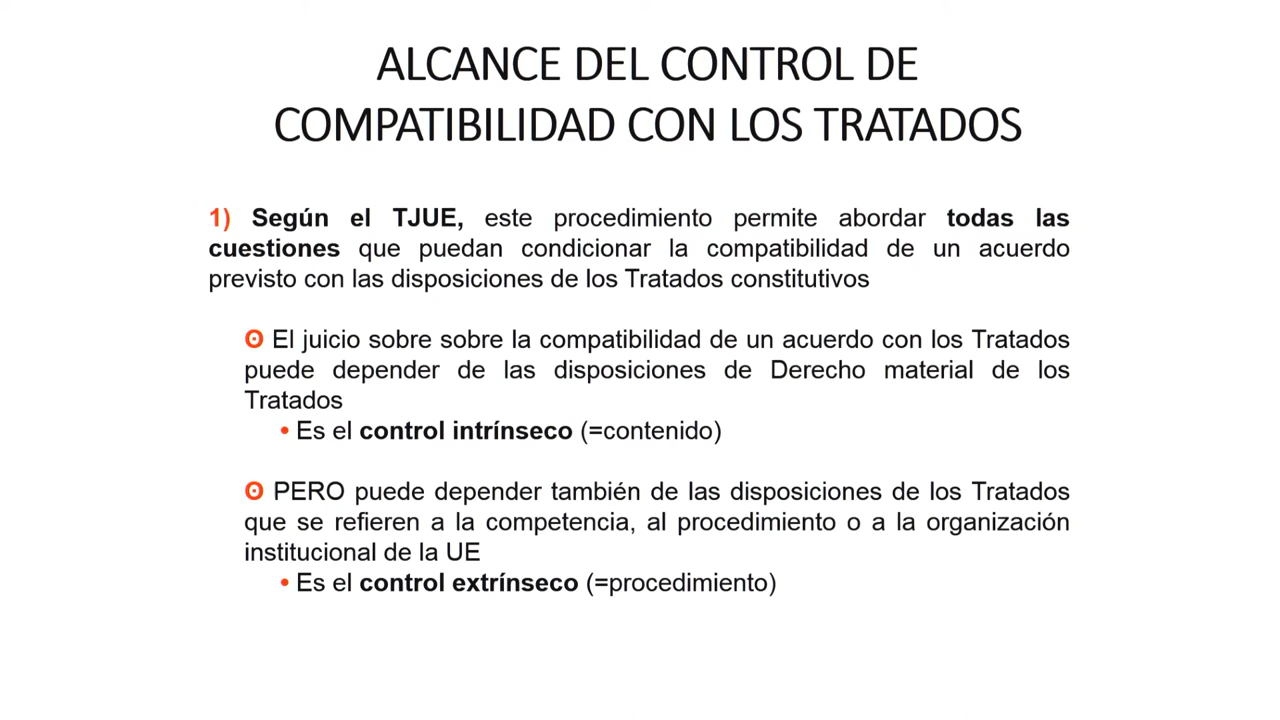 ALCANCE DEL CONTROL DE
COMPATIBILIDAD CON LOS TRATADOS
1) Según el TJUE, este procedimiento permite abordar todas las
cuestiones que puedan condicionar la compatibilidad de un acuerdo
previsto con las disposiciones de los Tratados constitutivos
ʘ El juicio sobre sobre la compatibilidad de un acuerdo con los Tratados
puede depender de las disposiciones de Derecho material de los
Tratados
• Es el control intrínseco (=contenido)
ʘ PERO puede depender también de las disposiciones de los Tratados
que se refieren a la competencia, al procedimiento o a la organización
institucional de la UE
• Es el control extrínseco (=procedimiento)